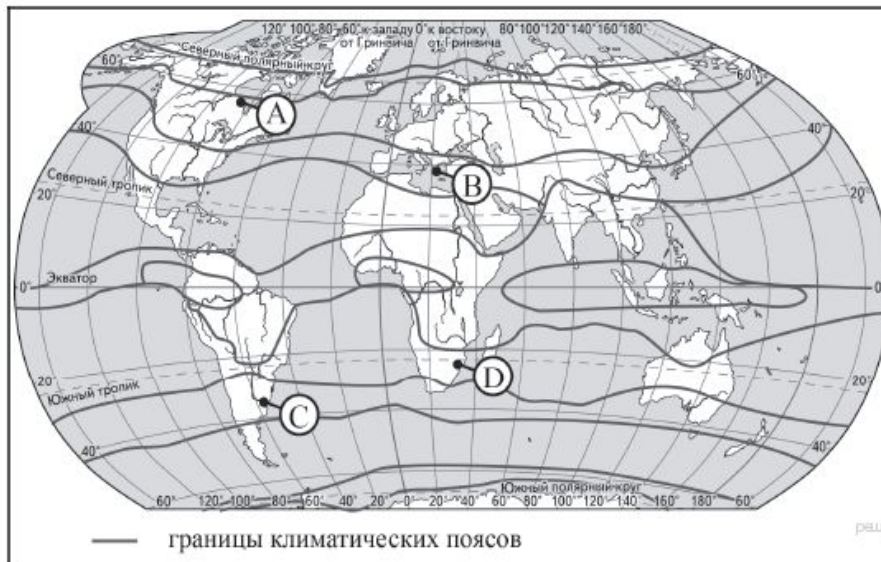 120° 100° 80° 60° к западу 0° к востоку 80° 100° 120° 140° 160° 180°
от Гринвича от Гринвича
Северный полярный круг
60° 60°
A
40° 40°
B
Северный тропик
20° 20°
Экватор
0° 0
D
20° 20°
Южный тропик
C
40° 40°
Южный полярный круг
60° 120° 100° 80° 60° 40° 20° 0° 20° 40° 60° 80° 100° 120° 140° 160° 180° 60°
границы климатических поясов